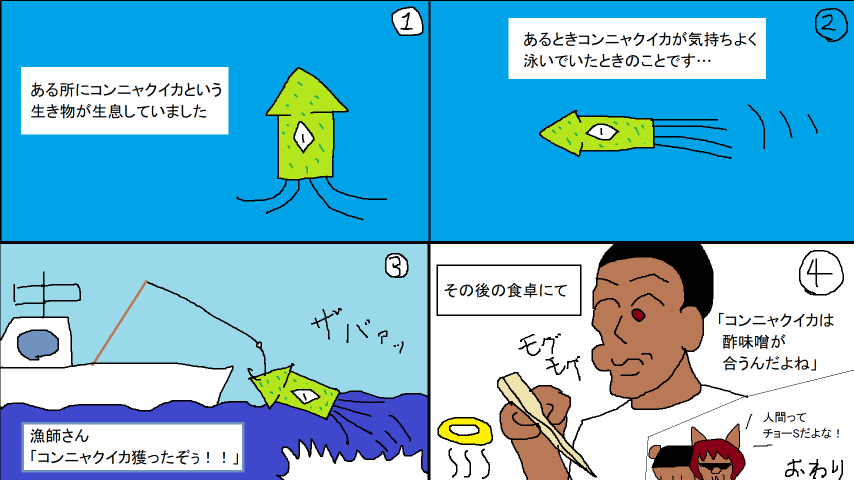 1
ある所にコンニャクイカという
生き物が生息していました
2
あるときコンニャクイカが気持ちよく
泳いでいたときのことです…
3
ザバァッ
漁師さん
「コンニャクイカ獲ったぞぅ！！」
4
その後の食卓にて
モグ
モグ
「コンニャクイカは
酢味噌が
合うんだよね」
人間って
チョーSだよな！
おわり